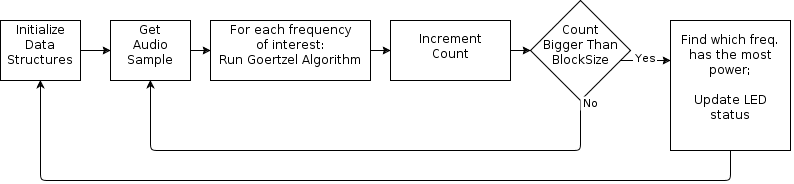 Initialize
Data
Structures
Get
Audio
Sample
For each frequency
of interest:
Run Goertzel Algorithm
Increment
Count
Count
Bigger Than
BlockSize
Yes
No
Find which freq.
has the most
power;
Update LED
status